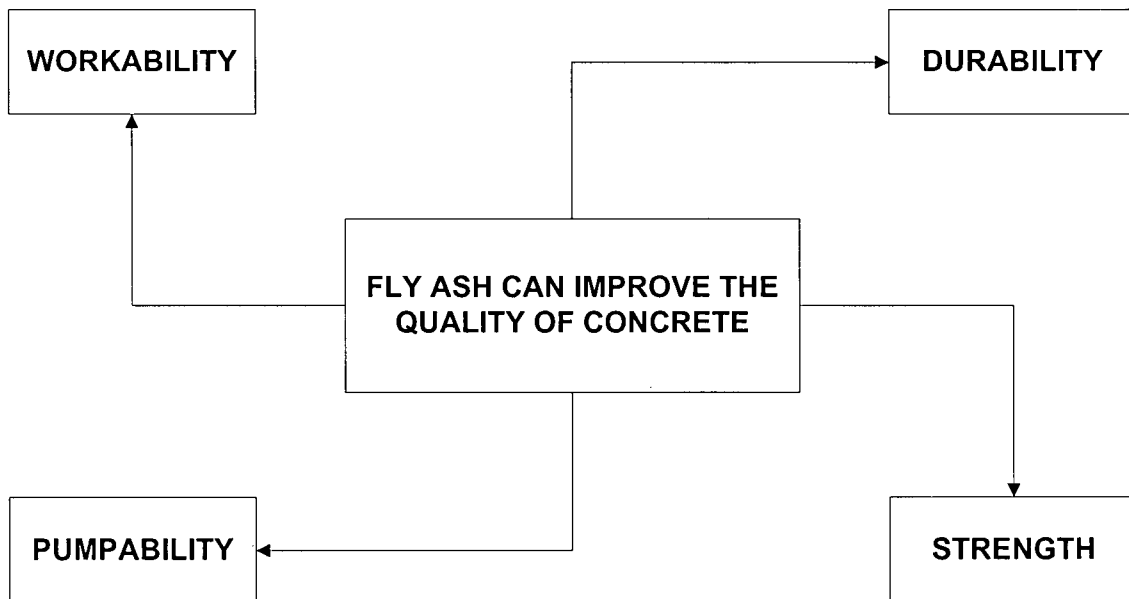 WORKABILITY
DURABILITY
FLY ASH CAN IMPROVE THE
QUALITY OF CONCRETE
PUMPABILITY
STRENGTH